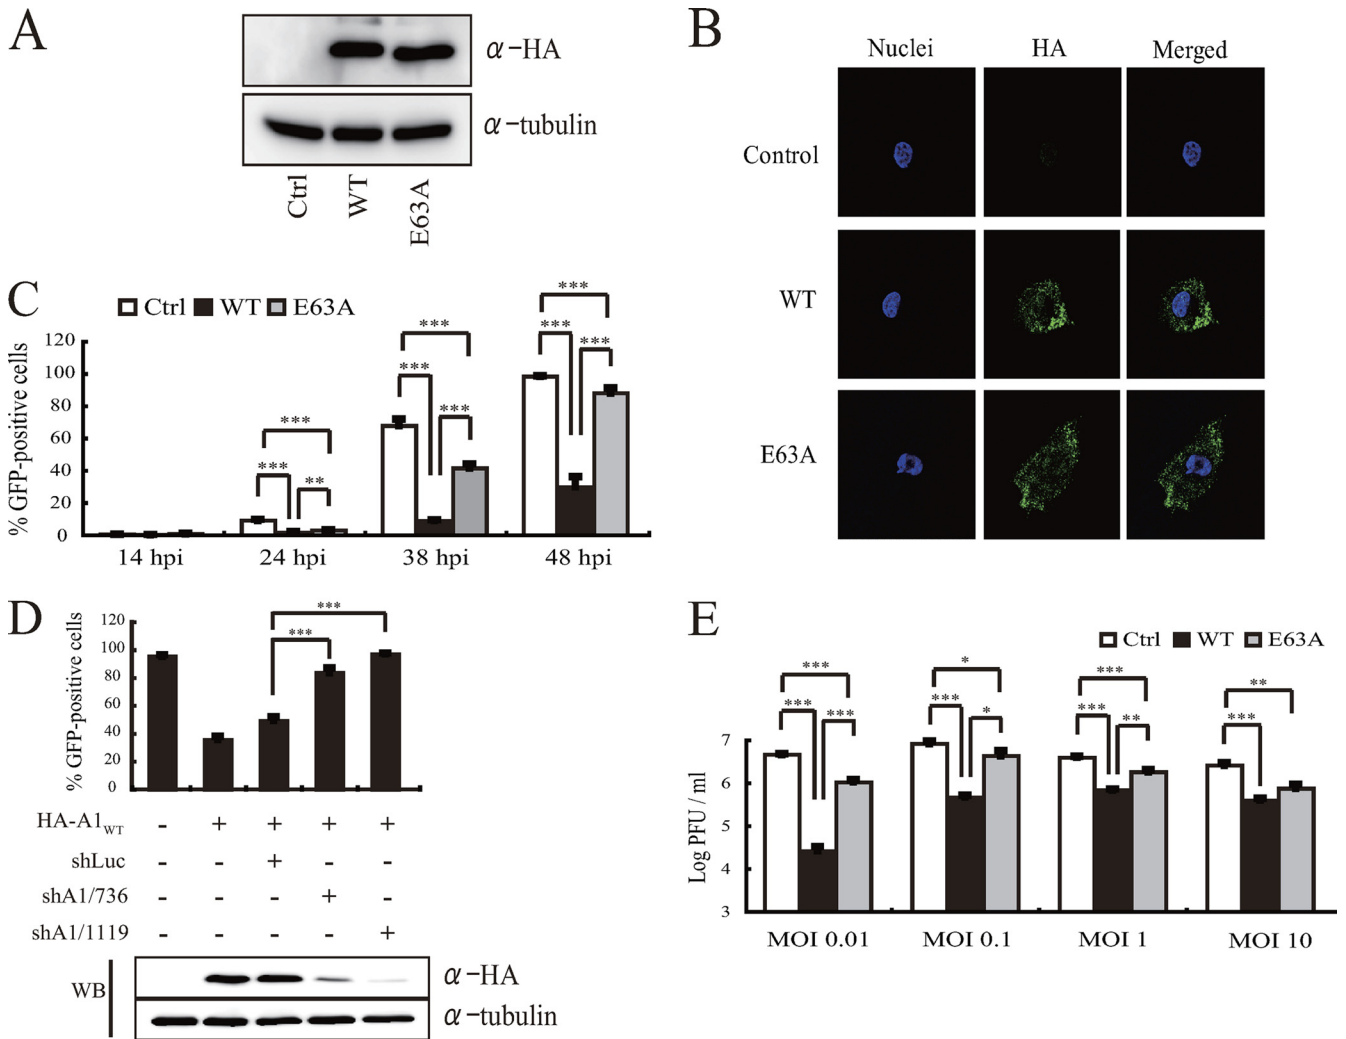 A
α-HA
α-tubulin
Ctrl
WT
E63A
B
Nuclei HA Merged
Control
WT
E63A
C
Ctrl WT E63A
% GFP-positive cells
120
100
80
60
40
20
0
*** *** ** *** *** *** *** *** ***
14 hpi 24 hpi 38 hpi 48 hpi
D
% GFP-positive cells
120
100
80
60
40
20
0
***
***
HA-A1WT - + + + +
shLuc - - + - -
shA1/736 - - - + -
shA1/1119 - - - - +
WB
α-HA
α-tubulin
E
Ctrl WT E63A
Log PFU / ml
7
6
5
4
3
*** *** *** * *** * *** *** ** ** ***
MOI 0.01 MOI 0.1 MOI 1 MOI 10